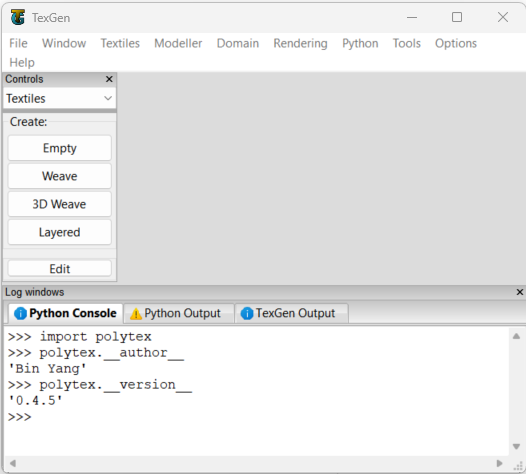 TexGen
File Window Textiles Modeller Domain Rendering Python Tools Options
Help
Controls
Textiles
Create:
Empty
Weave
3D Weave
Layered
Edit
Log windows
Python Console Python Output TexGen Output
>>> import polytex
>>> polytex.__author__
'Bin Yang'
>>> polytex.__version__
'0.4.5'
>>>